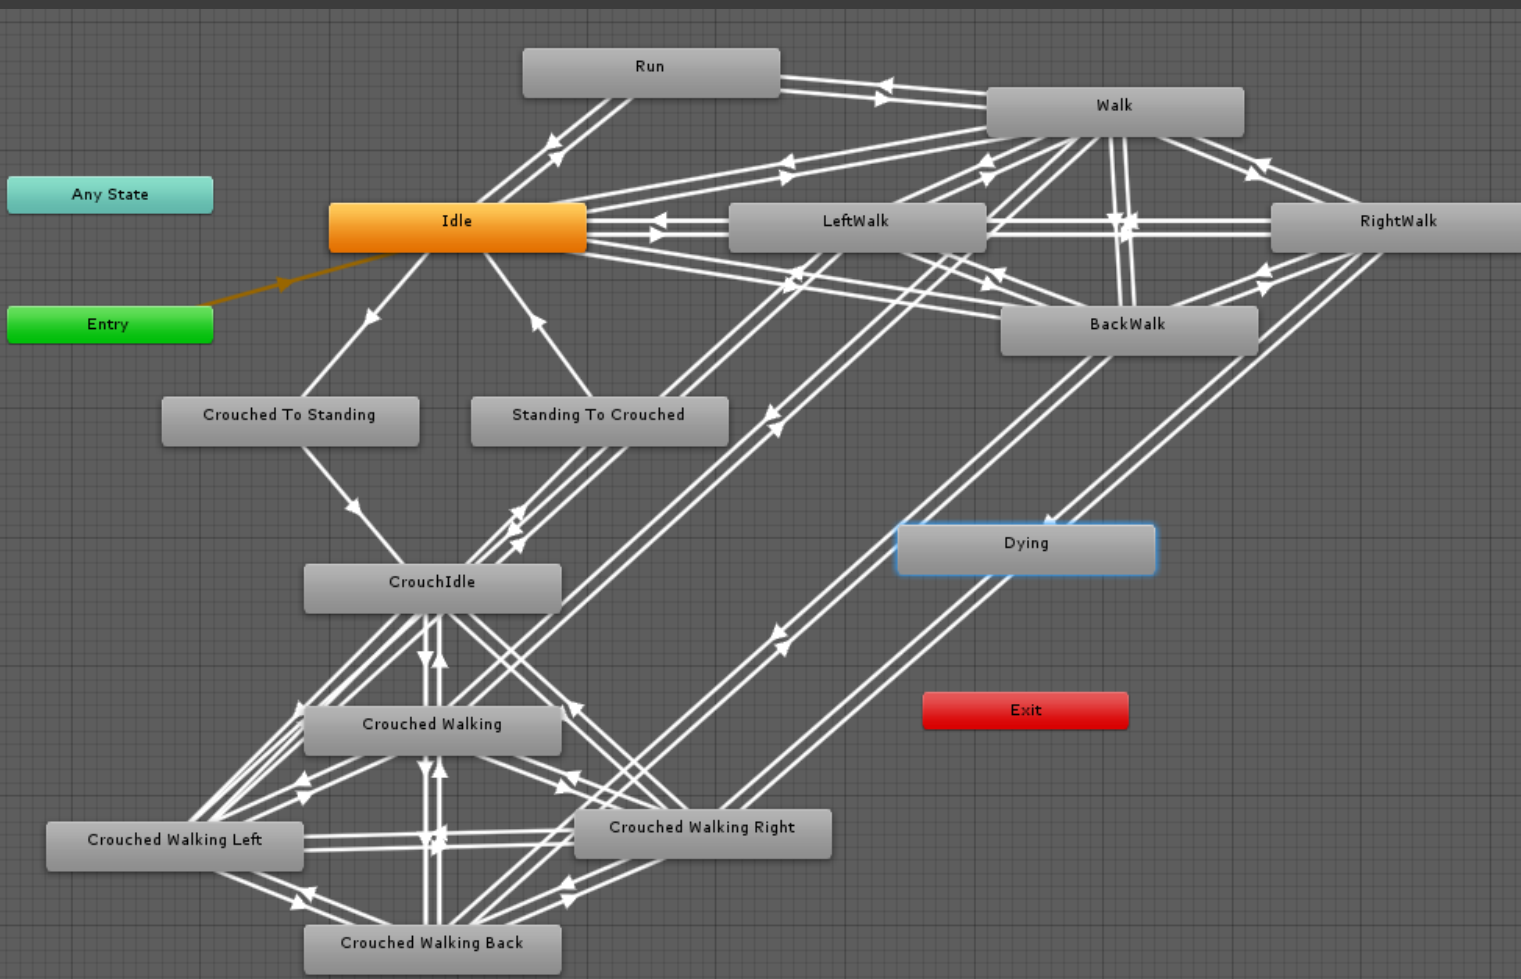 Run
Walk
Any State
Idle
LeftWalk
RightWalk
Entry
BackWalk
Crouched To Standing
Standing To Crouched
Dying
CrouchIdle
Exit
Crouched Walking
Crouched Walking Left
Crouched Walking Right
Crouched Walking Back